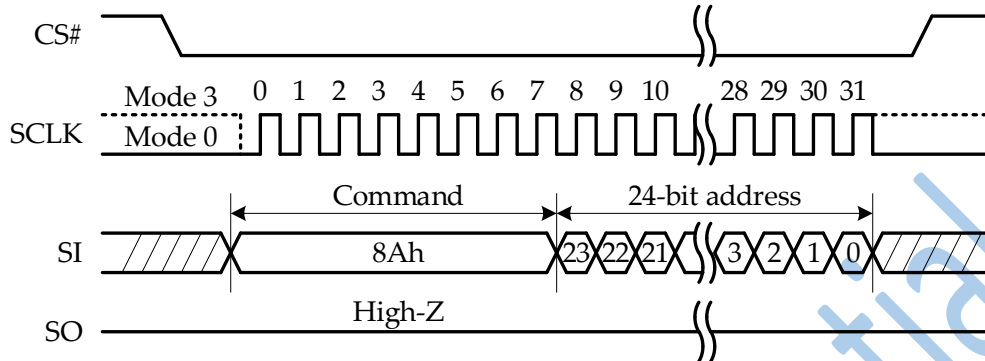 CS#
Mode 3 0 1 2 3 4 5 6 7 8 9 10 28 29 30 31
SCLK Mode 0
Command 24-bit address
SI 8Ah 23 22 21 3 2 1 0
High-Z
SO
tial